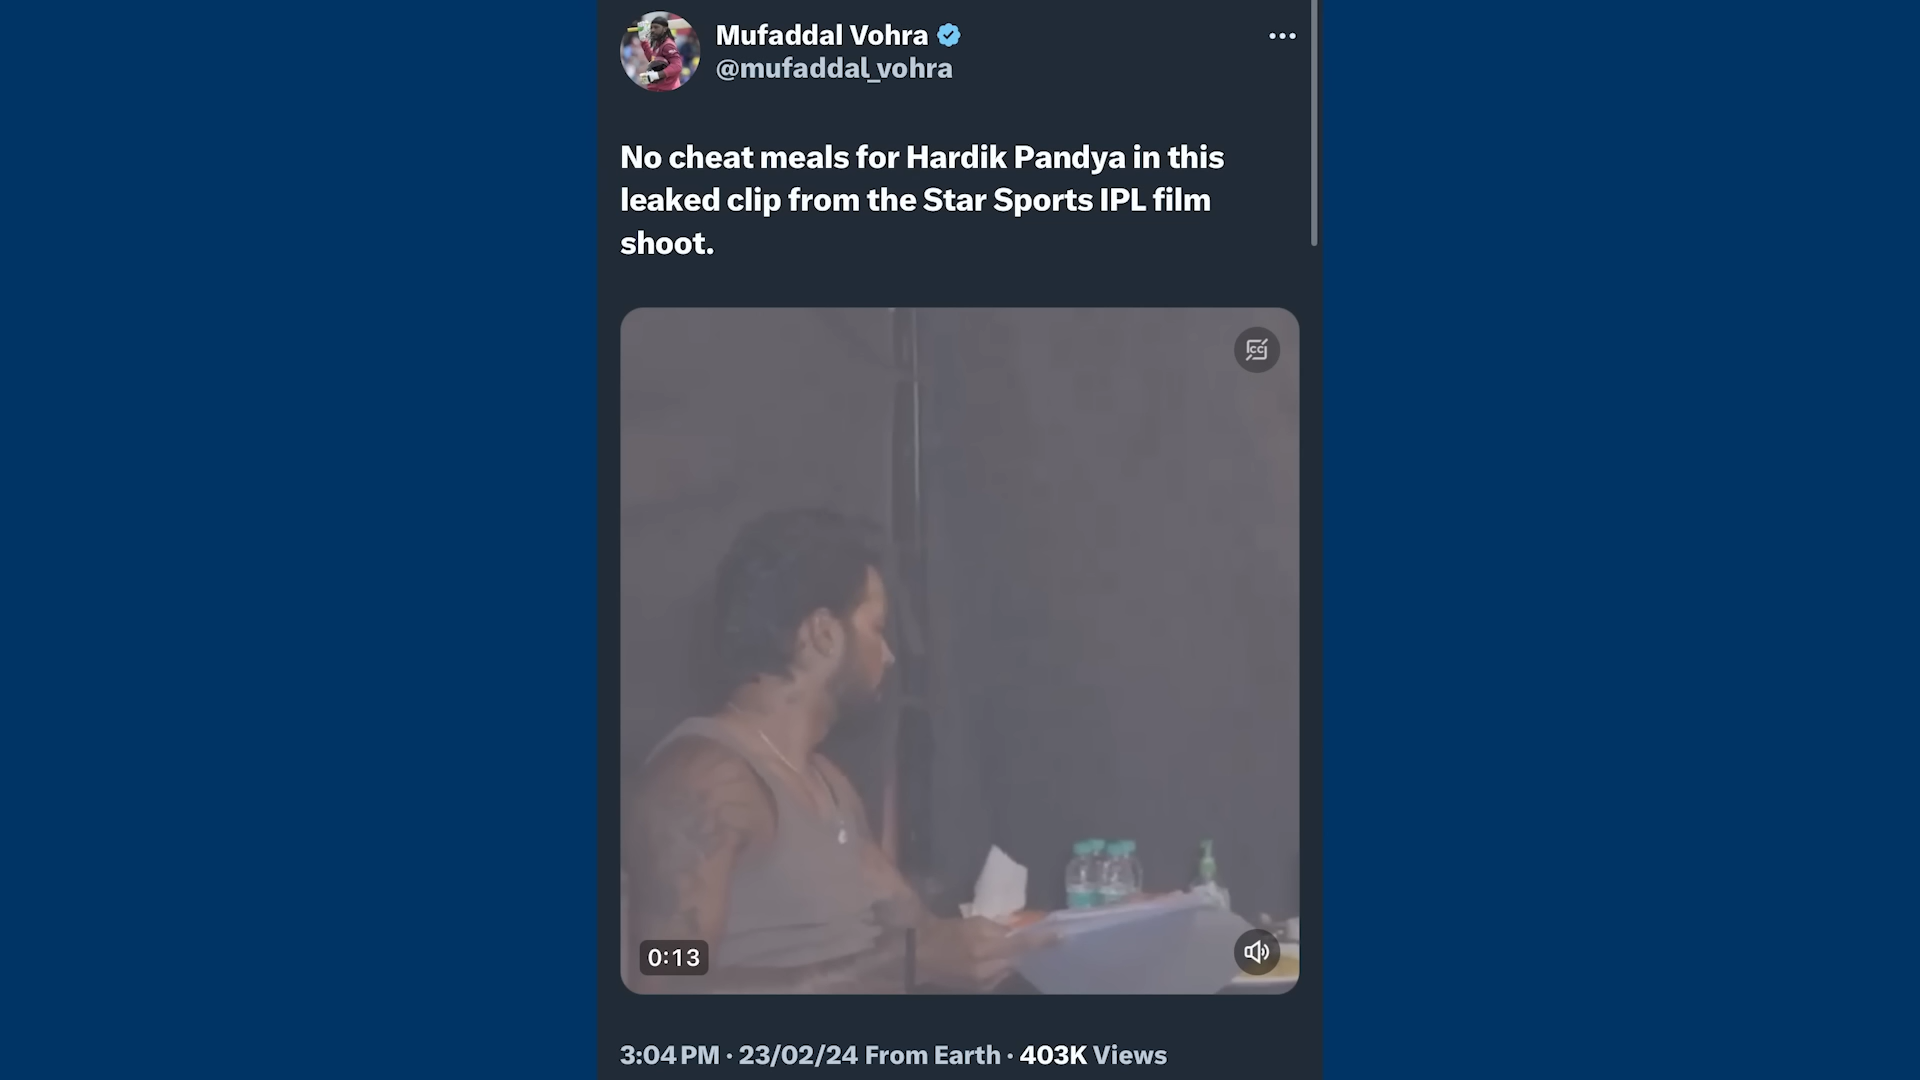 Mufaddal Vohra
@mufaddal_vohra
No cheat meals for Hardik Pandya in this
leaked clip from the Star Sports IPL film
shoot.
CC
0:13
3:04 PM · 23/02/24 From Earth · 403K Views